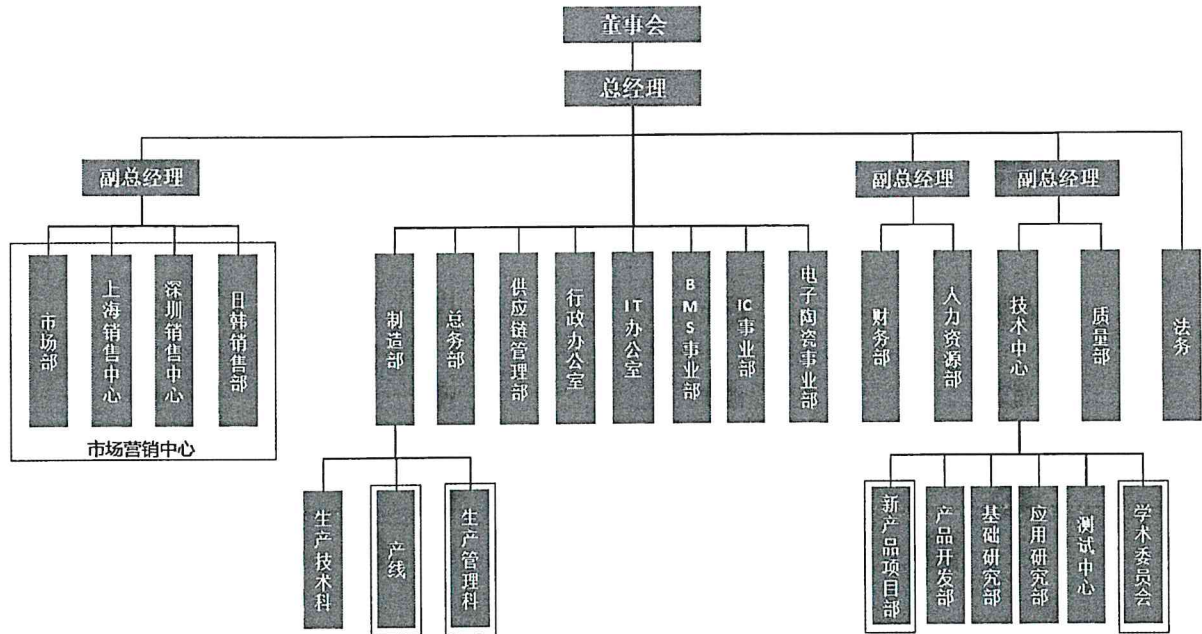 董事会
总经理
副总经理
副总经理
副总经理
市场部
上海销售中心
深圳销售中心
日韩销售部
市场营销中心
制造部
总务部
供应链管理部
行政办公室
IT办公室
BMS事业部
IC事业部
电子陶瓷事业部
财务部
人力资源部
技术中心
质量部
法务
生产技术科
产线
生产管理科
新产品项目部
产品开发部
基础研究部
应用研究部
测试中心
学术委员会